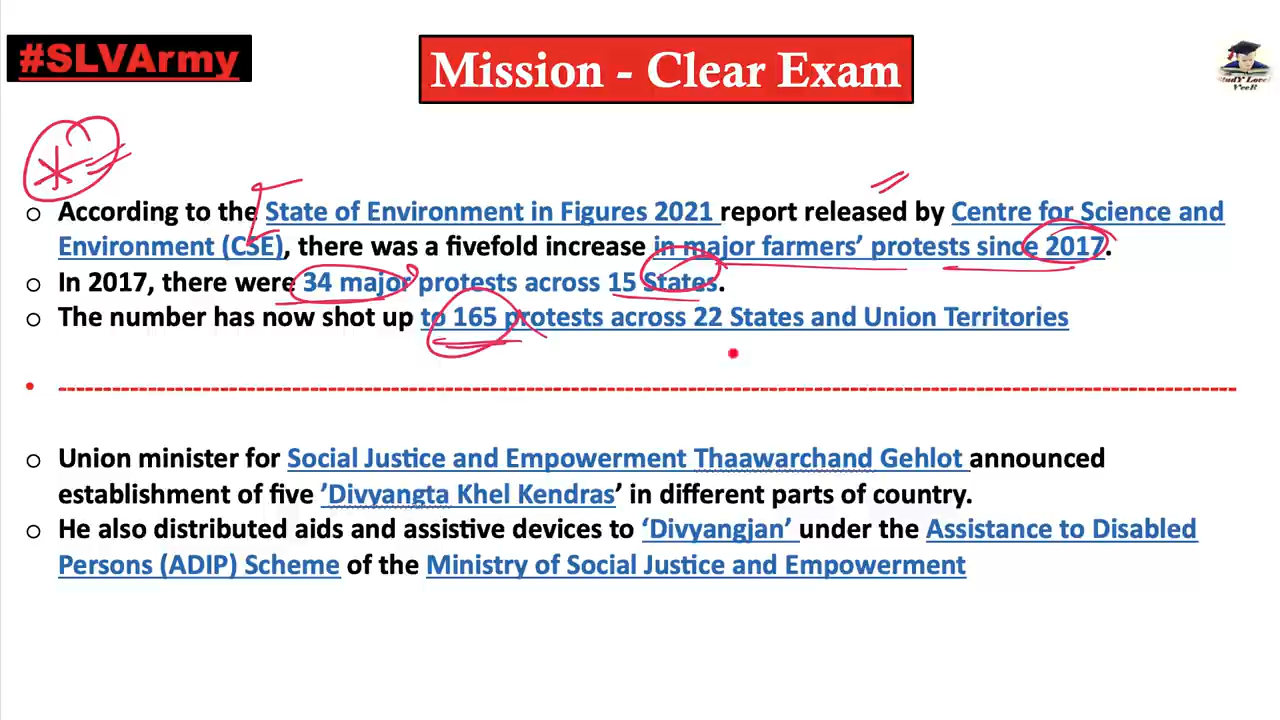 #SLVArmy
Mission - Clear Exam
StudY Lover
VeeR
According to the State of Environment in Figures 2021 report released by Centre for Science and
Environment (CSE), there was a fivefold increase in major farmers’ protests since 2017.
In 2017, there were 34 major protests across 15 States.
The number has now shot up to 165 protests across 22 States and Union Territories
Union minister for Social Justice and Empowerment Thaawarchand Gehlot announced
establishment of five ’Divyangta Khel Kendras’ in different parts of country.
He also distributed aids and assistive devices to ‘Divyangjan’ under the Assistance to Disabled
Persons (ADIP) Scheme of the Ministry of Social Justice and Empowerment